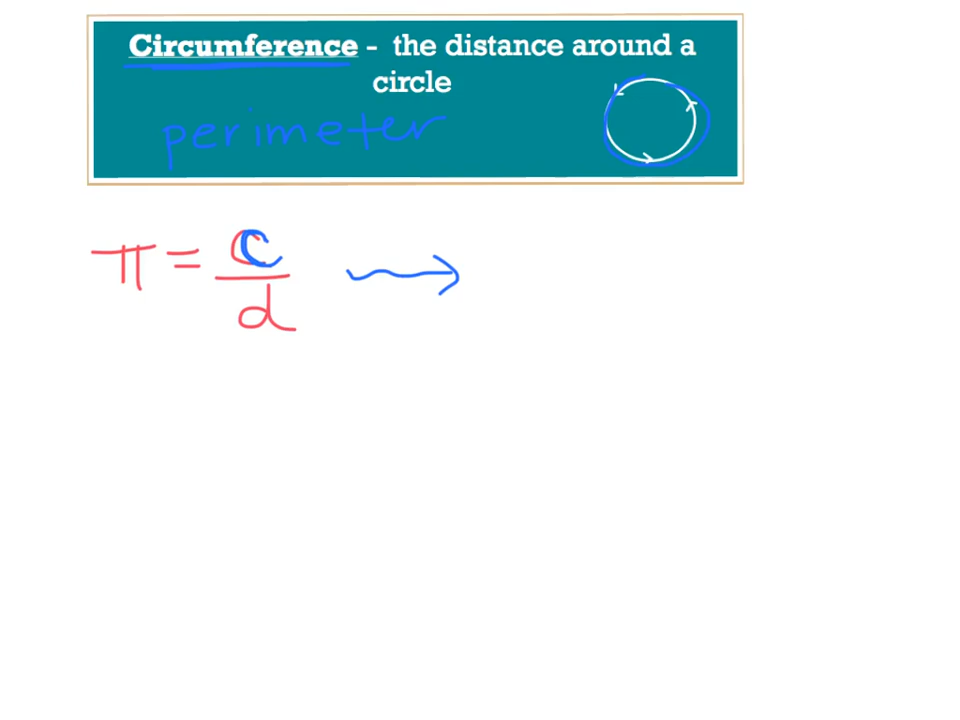 Circumference - the distance around a
circle
perimeter
π = C/d